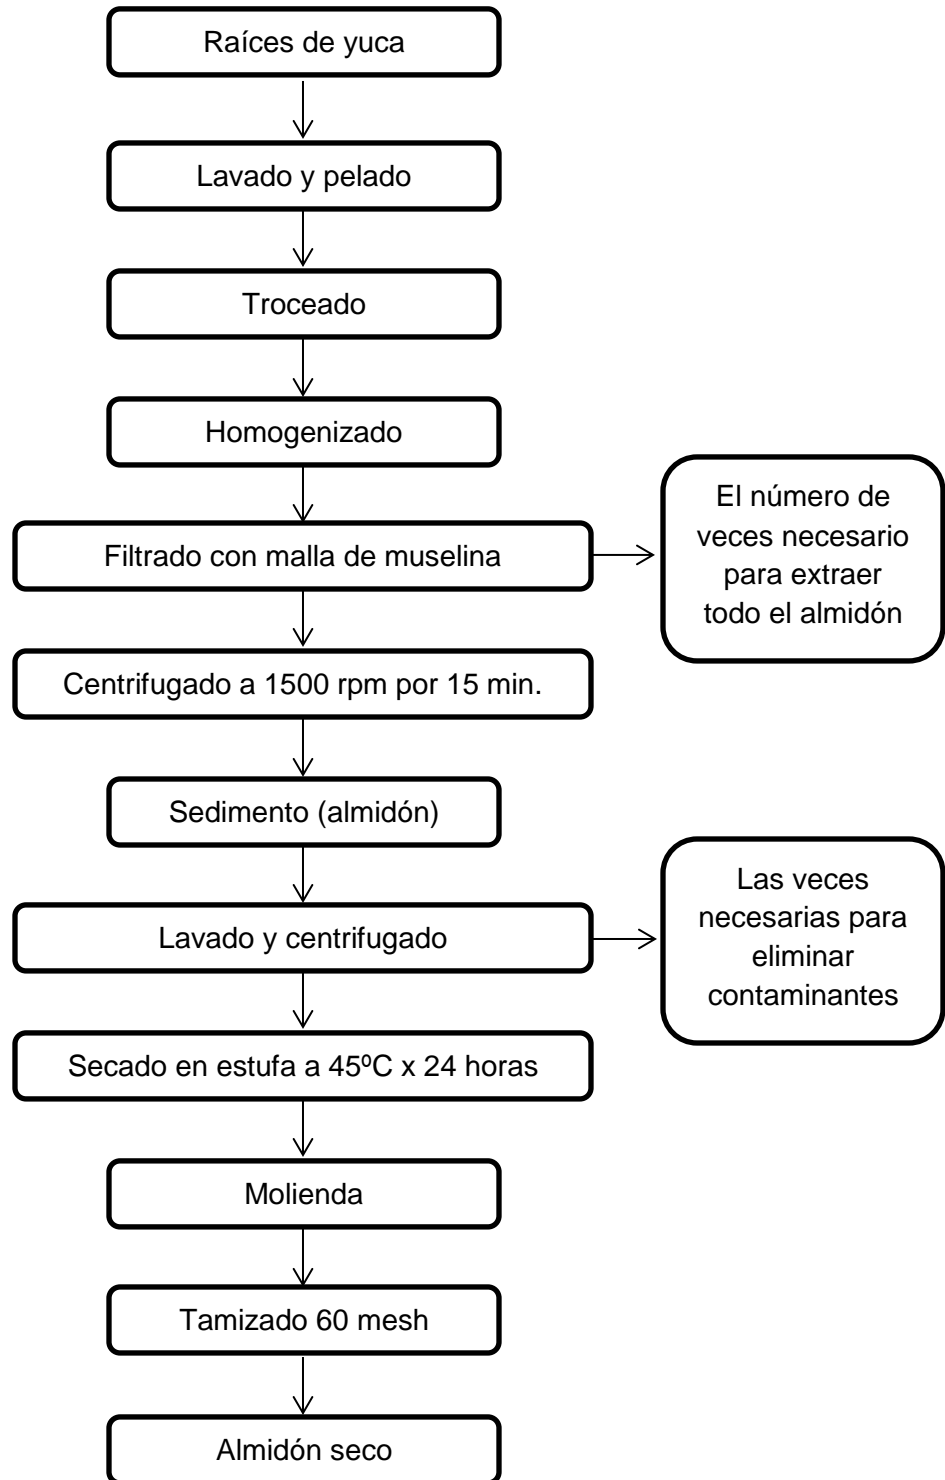 Raíces de yuca
Lavado y pelado
Troceado
Homogenizado
Filtrado con malla de muselina
El número de
veces necesario
para extraer
todo el almidón
Centrifugado a 1500 rpm por 15 min.
Sedimento (almidón)
Lavado y centrifugado
Las veces
necesarias para
eliminar
contaminantes
Secado en estufa a 45ºC x 24 horas
Molienda
Tamizado 60 mesh
Almidón seco